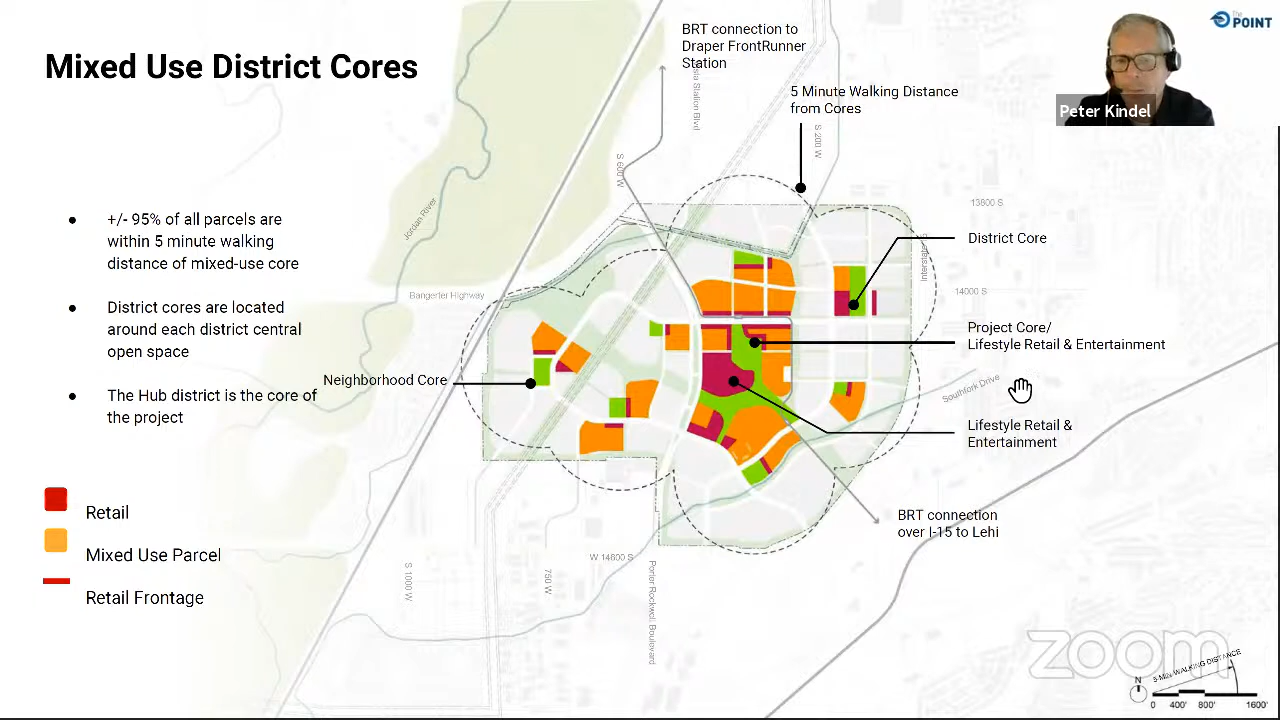 Mixed Use District Cores
BRT connection to
Draper FrontRunner
Station
5 Minute Walking Distance
from Cores
The
POINT
Peter Kindel
+/- 95% of all parcels are
within 5 minute walking
distance of mixed-use core
District cores are located
around each district central
open space
The Hub district is the core of
the project
Retail
Mixed Use Parcel
Retail Frontage
Jordan River
Bangerter Highway
S 600 W
S 200 W
13800 S
District Core
14000 S
Project Core/
Lifestyle Retail & Entertainment
Neighborhood Core
Southfork Drive
Lifestyle Retail &
Entertainment
BRT connection
over I-15 to Lehi
W 14600 S
S 1000 W
750 W
Porter Rockwell Boulevard
zoom
5-MIN WALKING DISTANCE
N
0 400' 800' 1600'